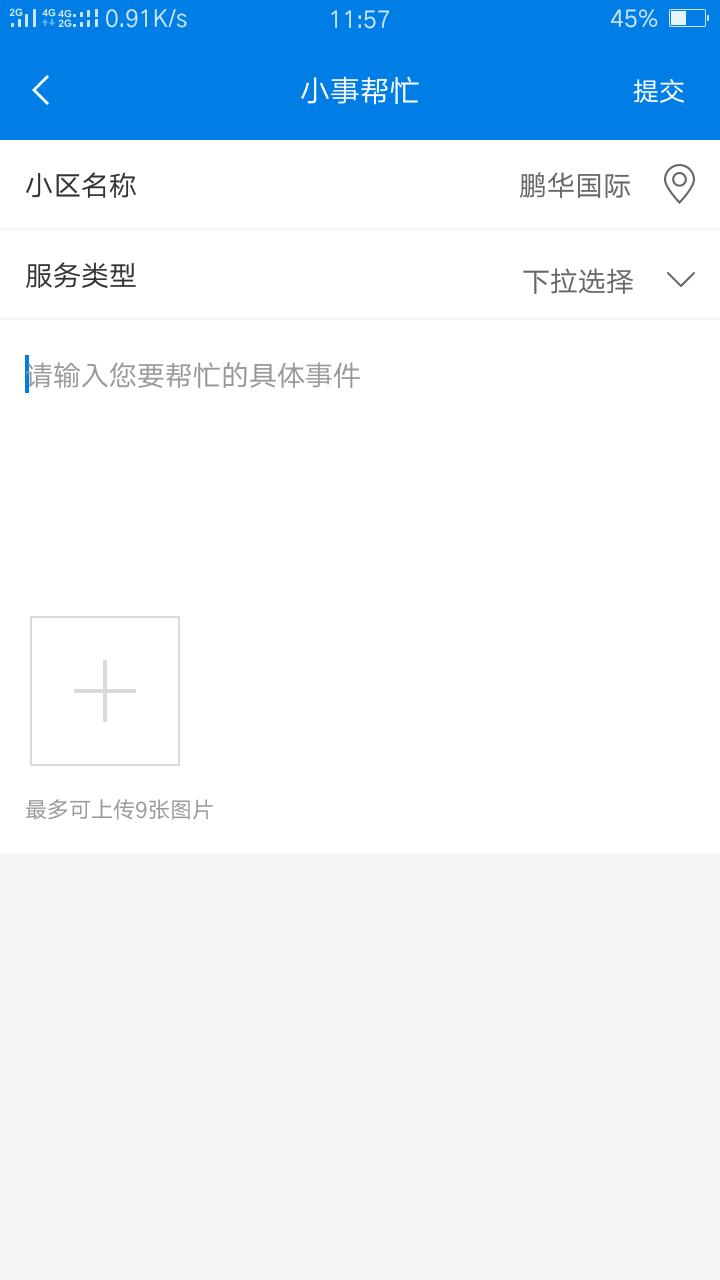 2G 4G 4G 2G 0.91K/s 11:57 45%
小事帮忙 提交
小区名称 鹏华国际
服务类型 下拉选择
请输入您要帮忙的具体事件
最多可上传9张图片